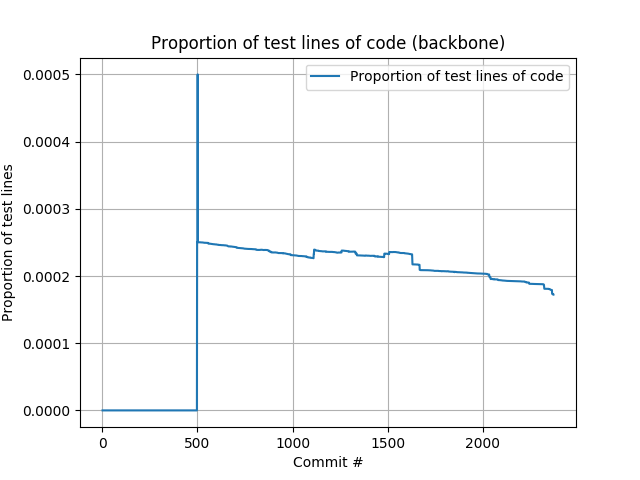 Proportion of test lines of code (backbone)
Proportion of test lines of code
0.0005
0.0004
0.0003
0.0002
0.0001
0.0000
Proportion of test lines
0 500 1000 1500 2000
Commit #